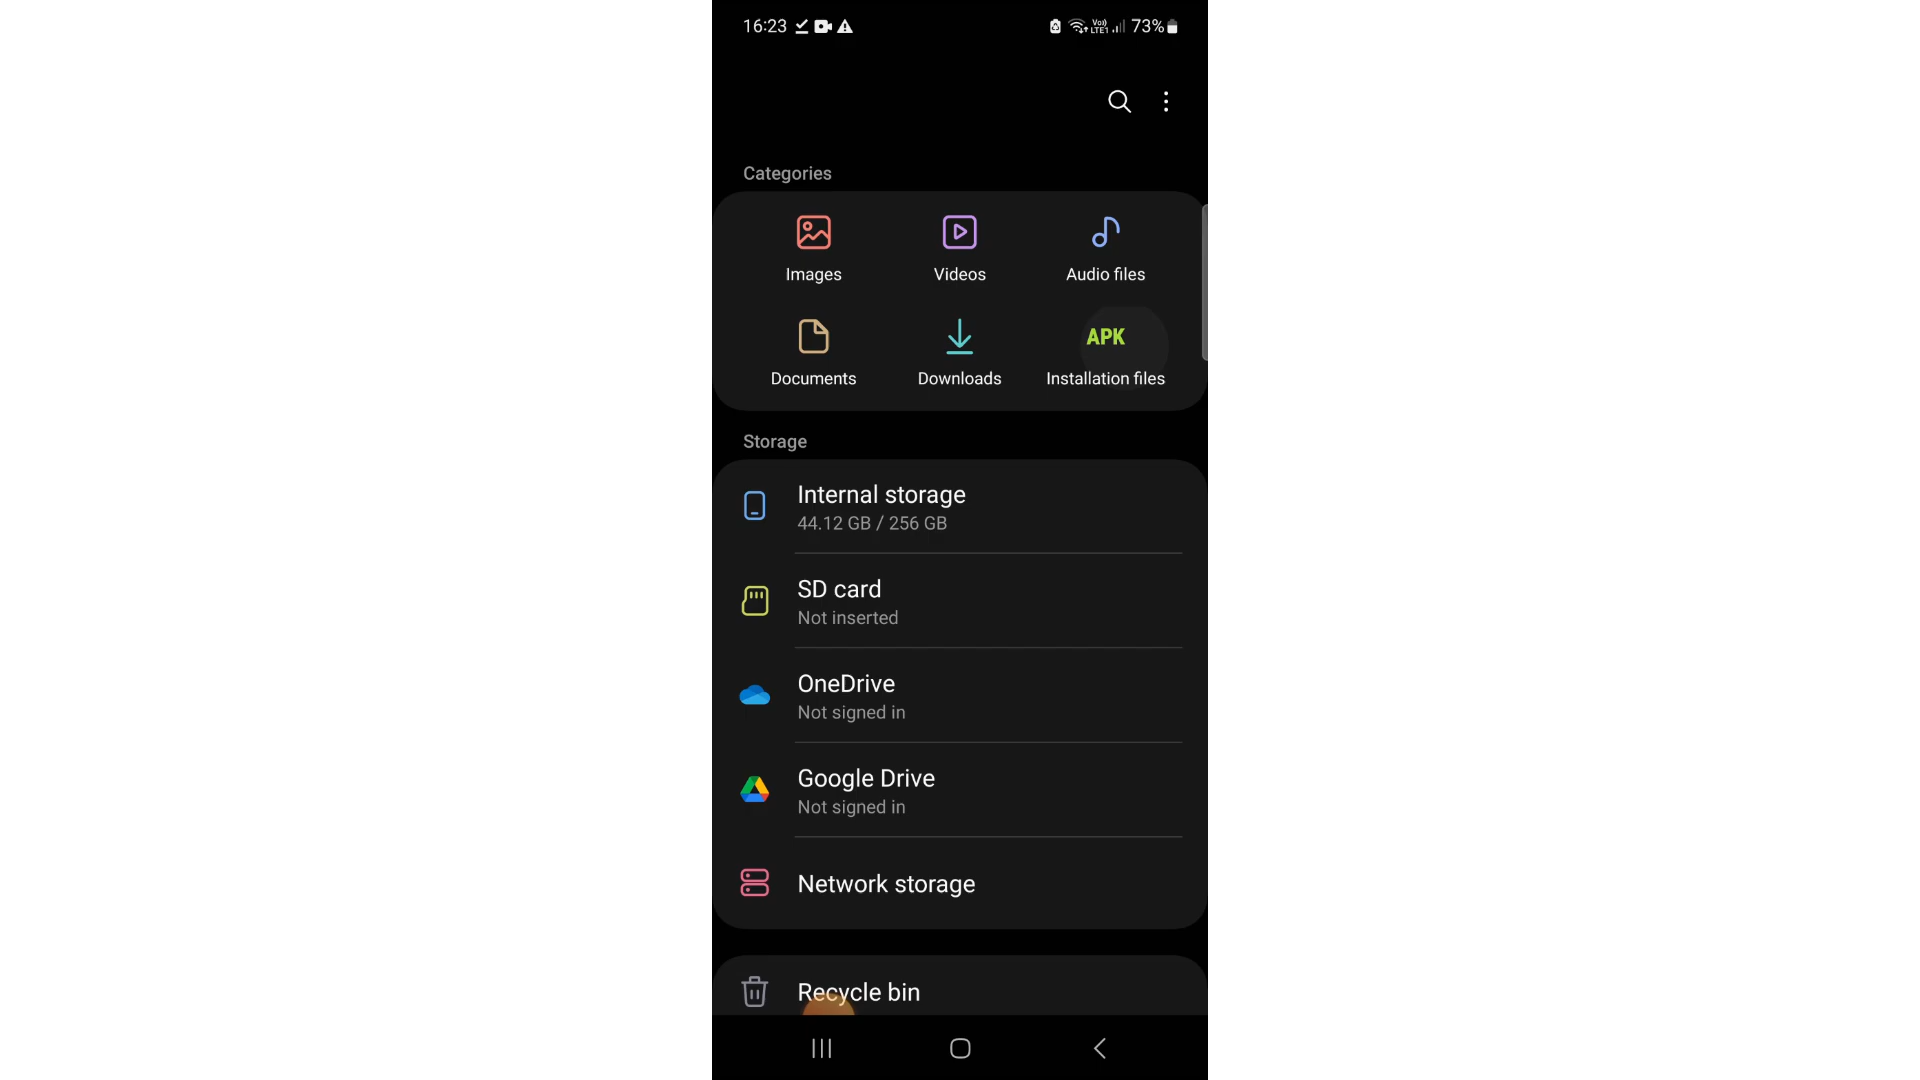 16:23 Vo) LTE1 73%
Categories
Images Videos Audio files
APK
Documents Downloads Installation files
Storage
Internal storage
44.12 GB / 256 GB
SD card
Not inserted
OneDrive
Not signed in
Google Drive
Not signed in
Network storage
Recycle bin